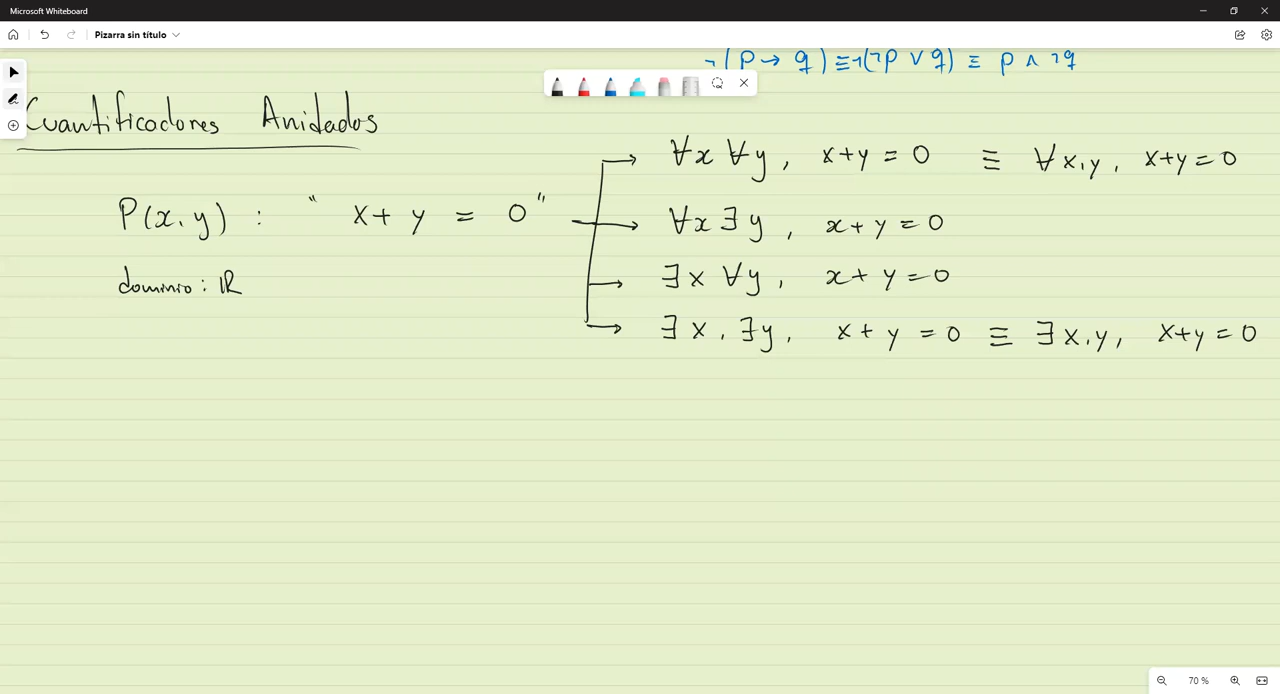 Microsoft Whiteboard
Pizarra sin título
¬(p → q) ≡ ¬(¬p ∨ q) ≡ p ∧ ¬q
Cuantificadores Anidados
∀x ∀y, x+y = 0 ≡ ∀x,y, x+y = 0
P(x,y) : " x + y = 0 "
∀x ∃y, x + y = 0
dominio : ℝ
∃x ∀y, x + y = 0
∃x, ∃y, x + y = 0 ≡ ∃x,y, x+y = 0
70 %